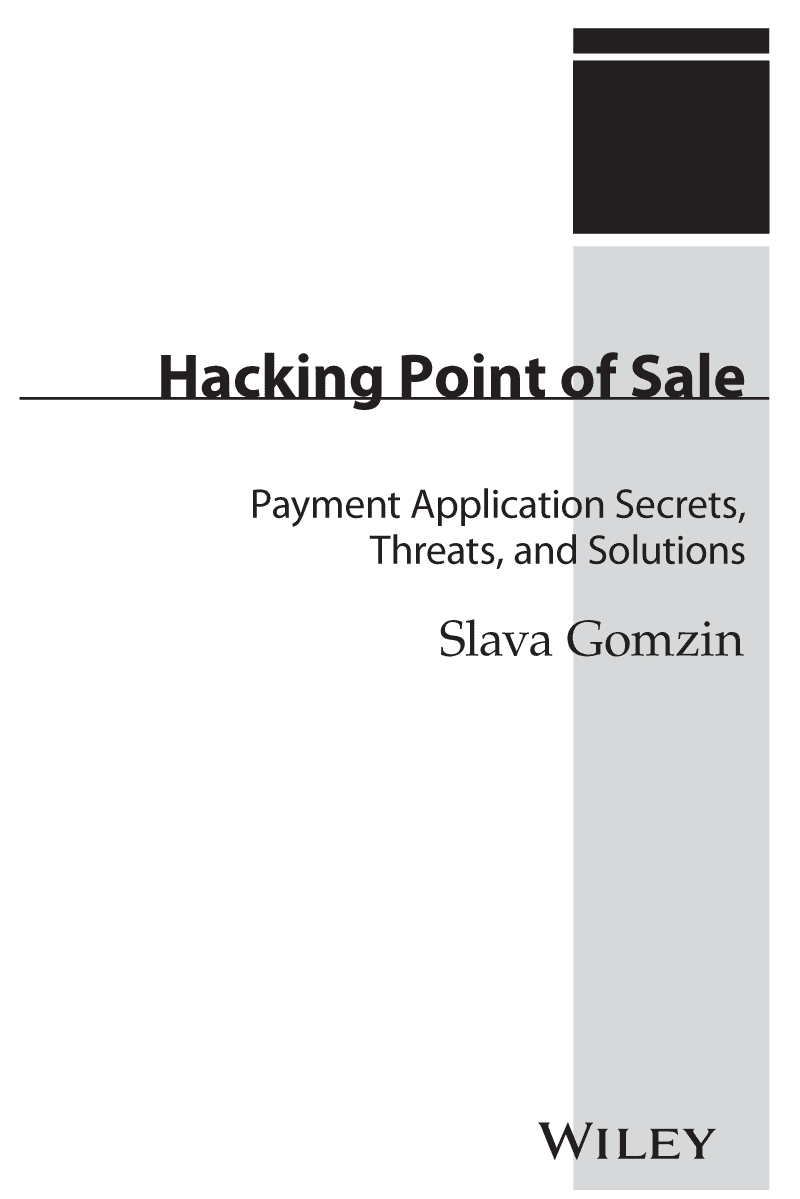 Hacking Point of Sale
Payment Application Secrets,
Threats, and Solutions
Slava Gomzin
WILEY